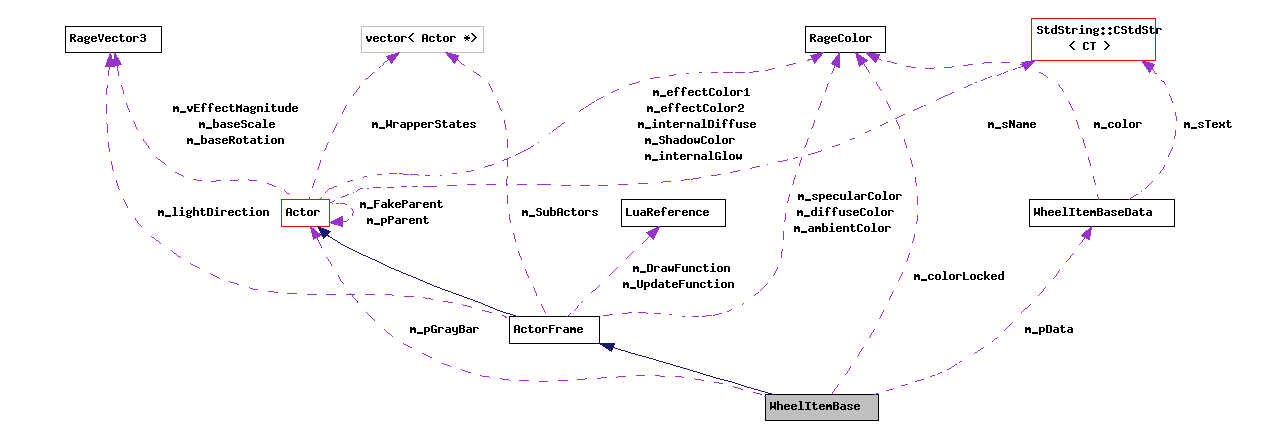 RageVector3
vector< Actor *>
RageColor
StdString::CStdStr
< CT >
m_vEffectMagnitude
m_baseScale
m_baseRotation
m_WrapperStates
m_effectColor1
m_effectColor2
m_internalDiffuse
m_ShadowColor
m_internalGlow
m_sName
m_color
m_sText
m_lightDirection
Actor
m_FakeParent
m_pParent
m_SubActors
LuaReference
m_specularColor
m_diffuseColor
m_ambientColor
WheelItemBaseData
m_DrawFunction
m_UpdateFunction
m_colorLocked
m_pGrayBar
ActorFrame
m_pData
WheelItemBase